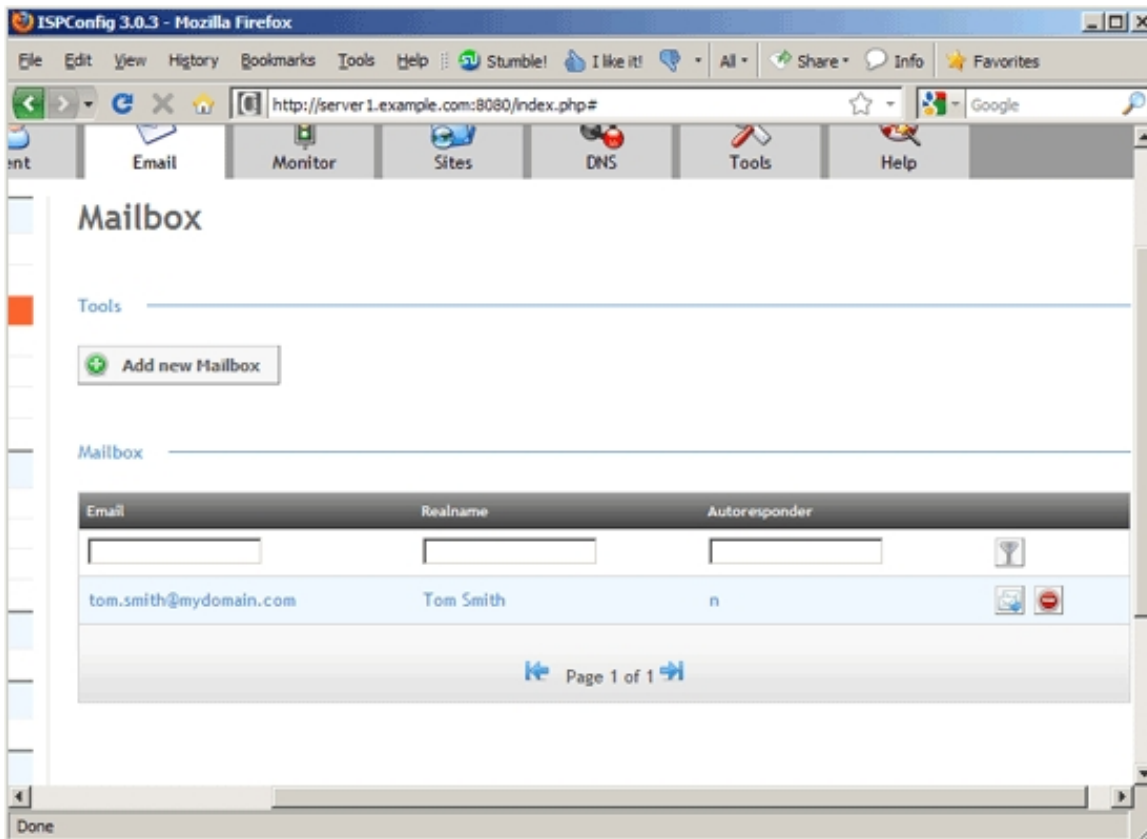 ISPConfig 3.0.3 - Mozilla Firefox
File Edit View History Bookmarks Tools Help Stumble! I like it! All Share Info Favorites
http://server1.example.com:8080/index.php# Google
ent Email Monitor Sites DNS Tools Help
Mailbox
Tools
Add new Mailbox
Mailbox
Email Realname Autoresponder
tom.smith@mydomain.com Tom Smith n
Page 1 of 1
Done